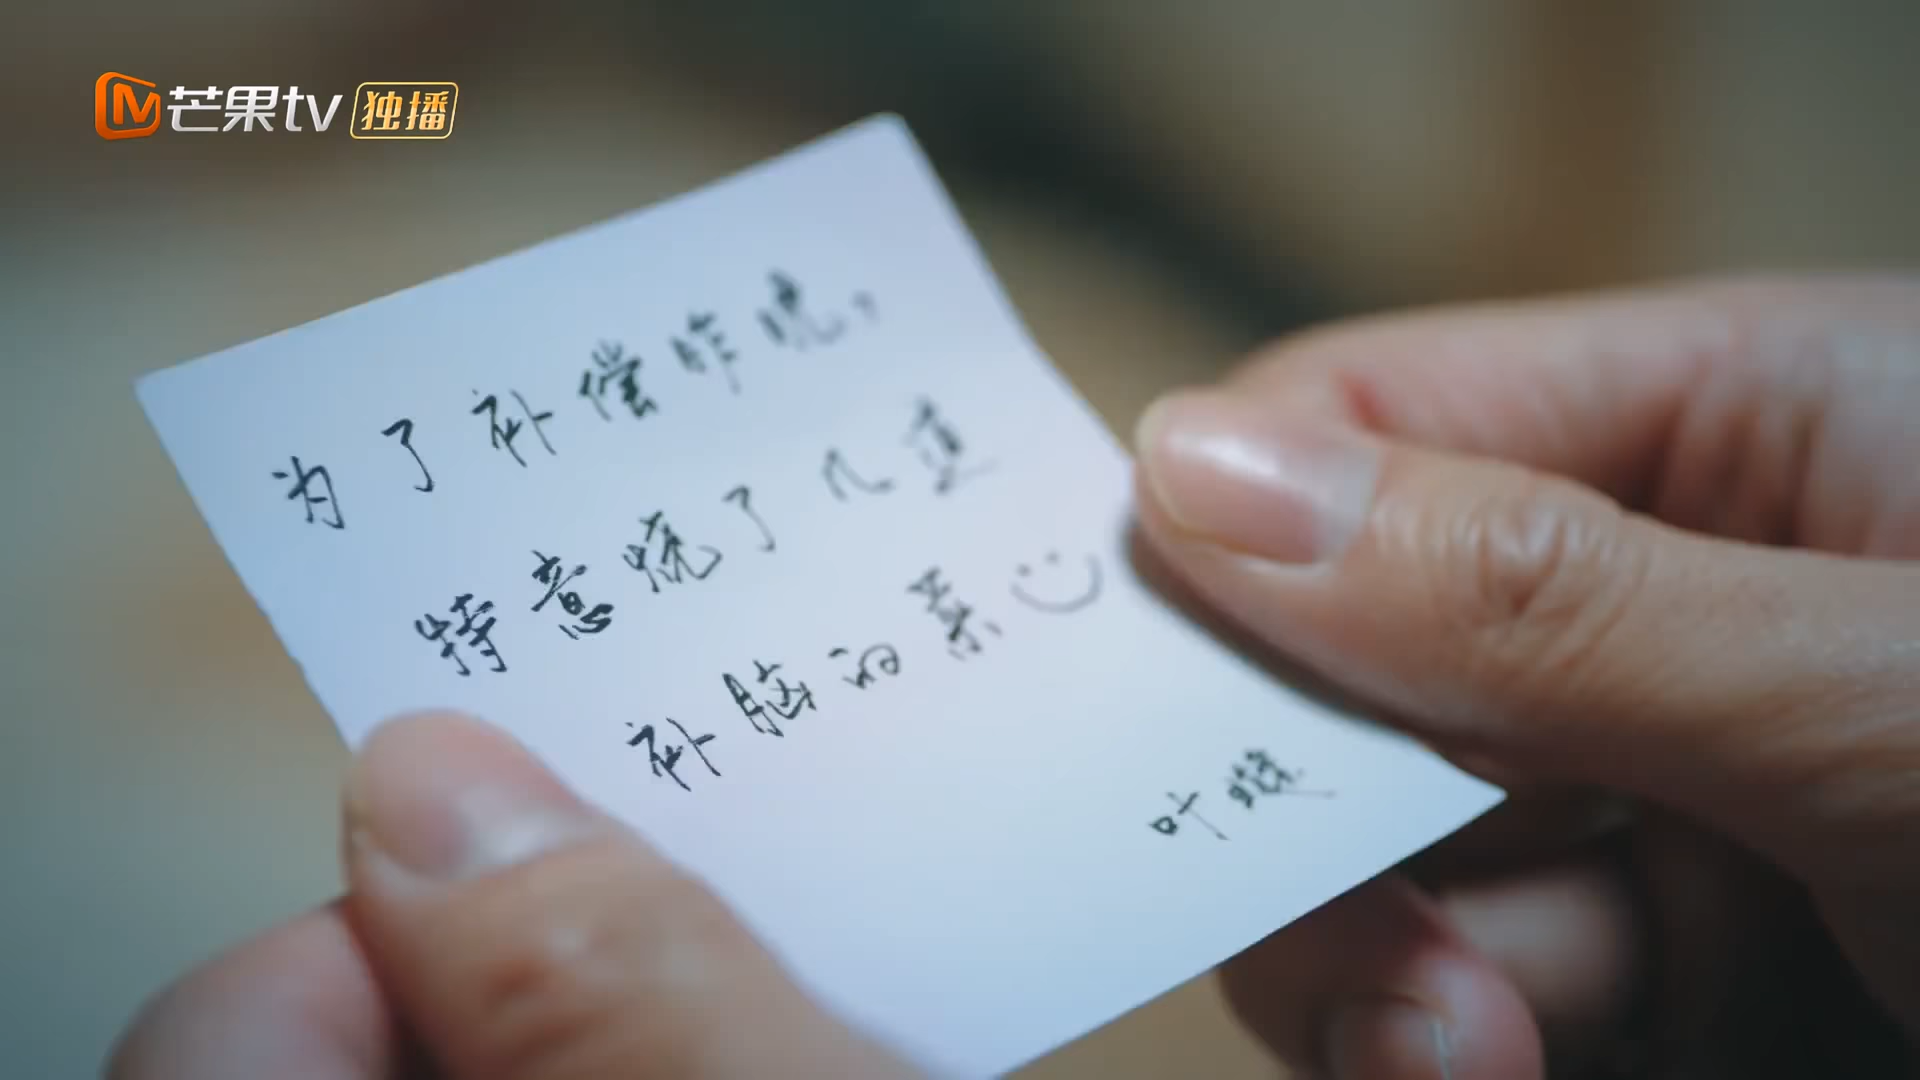 芒果tv 独播
为了补偿昨晚,
特意烧了几道
补脑的菜
叶璇